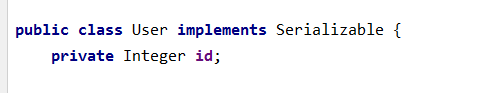 public class User implements Serializable {
    private Integer id;